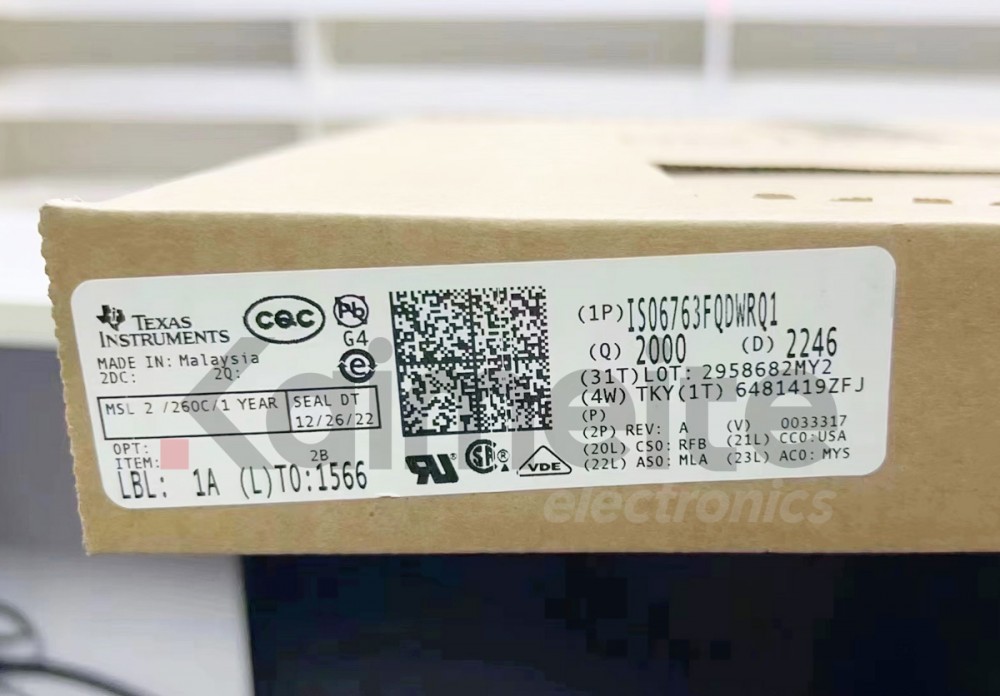 TEXAS
INSTRUMENTS
MADE IN: Malaysia
2DC: 2Q:
CQC
Pb
G4
e
MSL 2 /260C/1 YEAR
SEAL DT
12/26/22
OPT:
ITEM: 2B
LBL: 1A (L)TO:1566
(1P)ISO6763FQDWRQ1
(Q) 2000 (D) 2246
(31T)LOT: 2958682MY2
(4W) TKY(1T) 6481419ZFJ
(P)
(2P) REV: A (V) 0033317
(20L) CSO: RFB (21L) CCO:USA
(22L) ASO: MLA (23L) ACO: MYS
VDE
Kaimeite
electronics